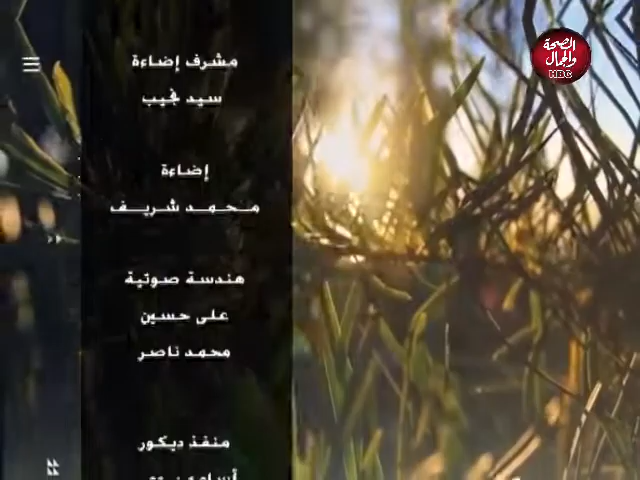 الصحة
والجمال
HBC
مشرف إضاءة
سيد نجيب
إضاءة
محمد شريف
هندسة صوتية
على حسين
محمد ناصر
منفذ ديكور